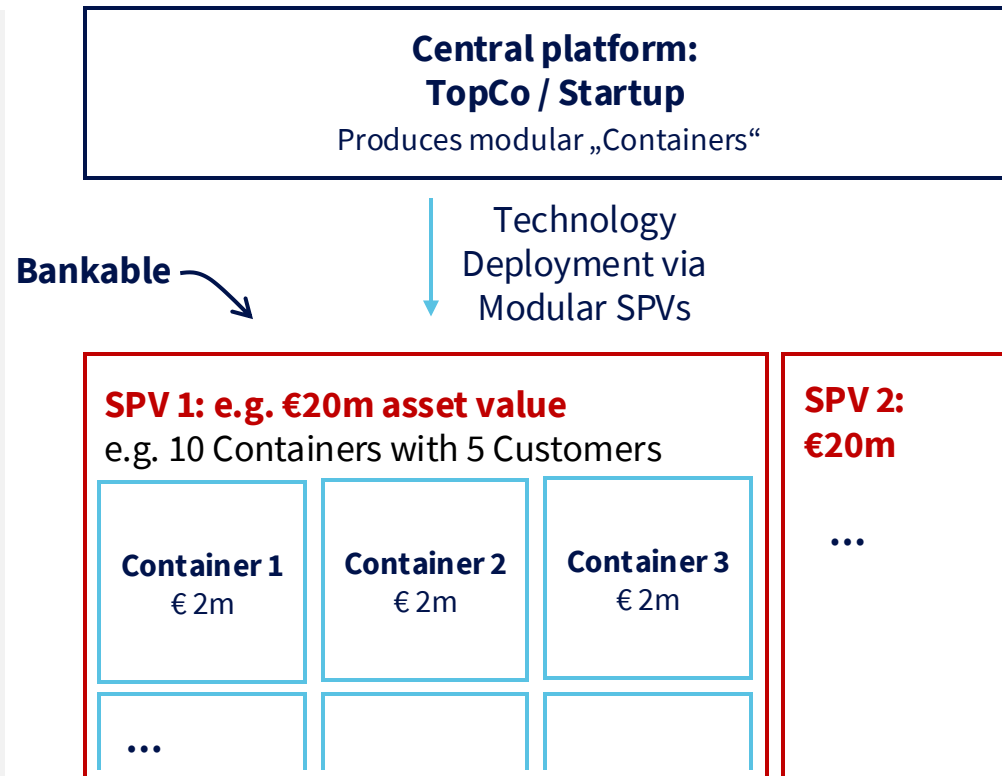 Central platform:
TopCo / Startup
Produces modular „Containers“
Technology
Deployment via
Modular SPVs
Bankable
SPV 1: e.g. €20m asset value
e.g. 10 Containers with 5 Customers
Container 1
€ 2m
Container 2
€ 2m
Container 3
€ 2m
...
SPV 2:
€20m
...